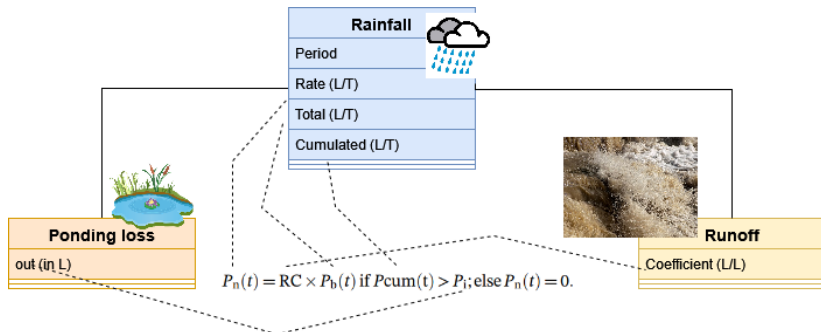 Rainfall
Period
Rate (L/T)
Total (L/T)
Cumulated (L/T)
Ponding loss
out (in L)
Runoff
Coefficient (L/L)
Pₙ(t) = RC × P_b(t) if Pcum(t) > Pᵢ; else Pₙ(t) = 0.